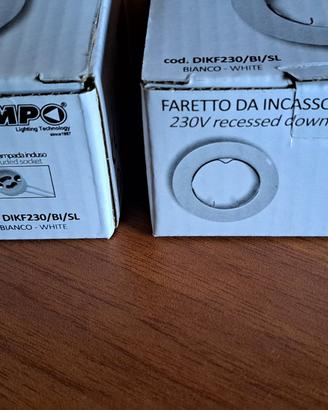 MPO
Lighting Technology
since1987
ampada incluso
uded socket
DIKF230/BI/SL
BIANCO - WHITE
cod. DIKF230/BI/SL
BIANCO - WHITE
FARETTO DA INCASSO
230V recessed down